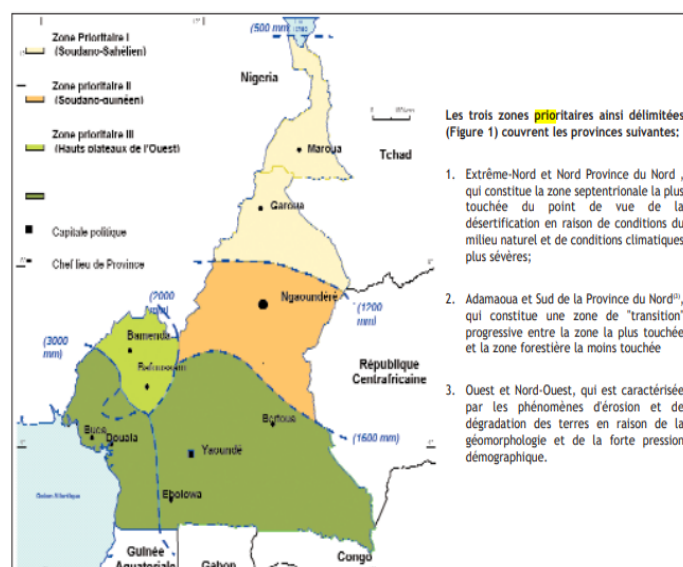 Zone Prioritaire I
(Soudano-Sahélien)
Zone prioritaire II
(Soudano-guinéen)
Zone prioritaire III
(Hauts plateaux de l'Ouest)
Capitale politique
Chef lieu de Province
(500 mm)
Nigeria
Maroua
Tchad
Garoua
Ngaoundéré
(1200
mm)
(2000
mm)
(3000
mm)
Bamenda
Bafoussam
République
Centrafricaine
Bertoua
(1600 mm)
Buea
Douala
Yaoundé
Ebolowa
Océan Atlantique
Guinée
Equatoriale
Gabon
Congo
Les trois zones prioritaires ainsi délimitées
(Figure 1) couvrent les provinces suivantes:
1. Extrême-Nord et Nord Province du Nord ,
qui constitue la zone septentrionale la plus
touchée du point de vue de la
désertification en raison de conditions du
milieu naturel et de conditions climatiques
plus sévères;
2. Adamaoua et Sud de la Province du Nord
qui constitue une zone de "transition"
progressive entre la zone la plus touchée
et la zone forestière la moins touchée
3. Ouest et Nord-Ouest, qui est caractérisée
par les phénomènes d'érosion et de
dégradation des terres en raison de la
géomorphologie et de la forte pression
démographique.